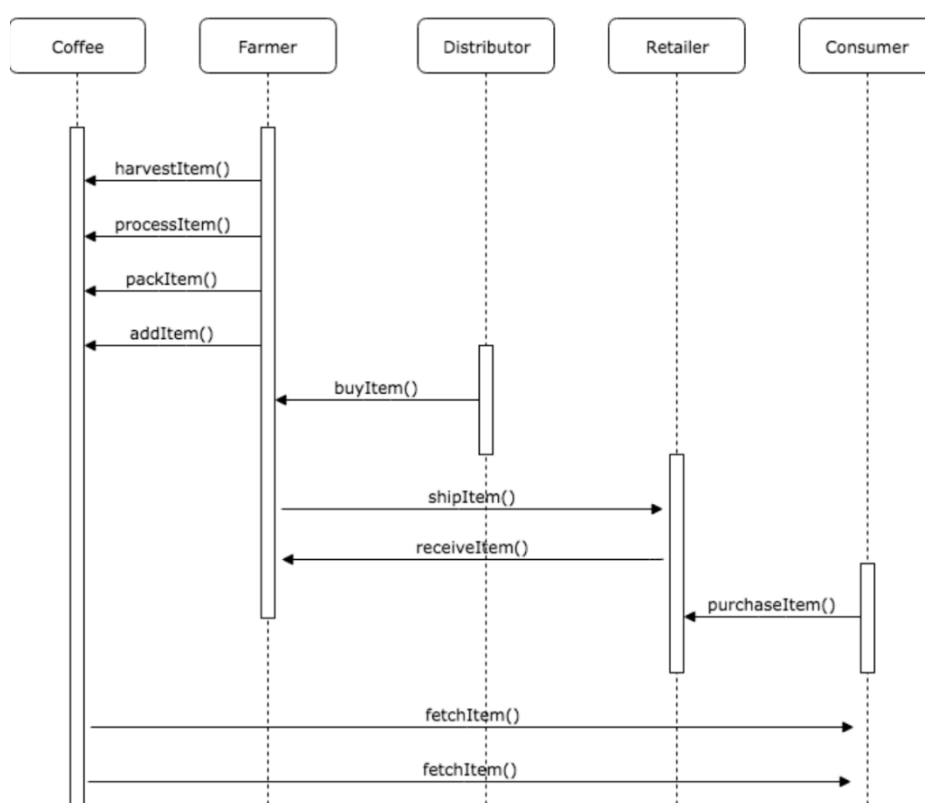 Coffee
Farmer
Distributor
Retailer
Consumer
harvestItem()
processItem()
packItem()
addItem()
buyItem()
shipItem()
receiveItem()
purchaseItem()
fetchItem()
fetchItem()